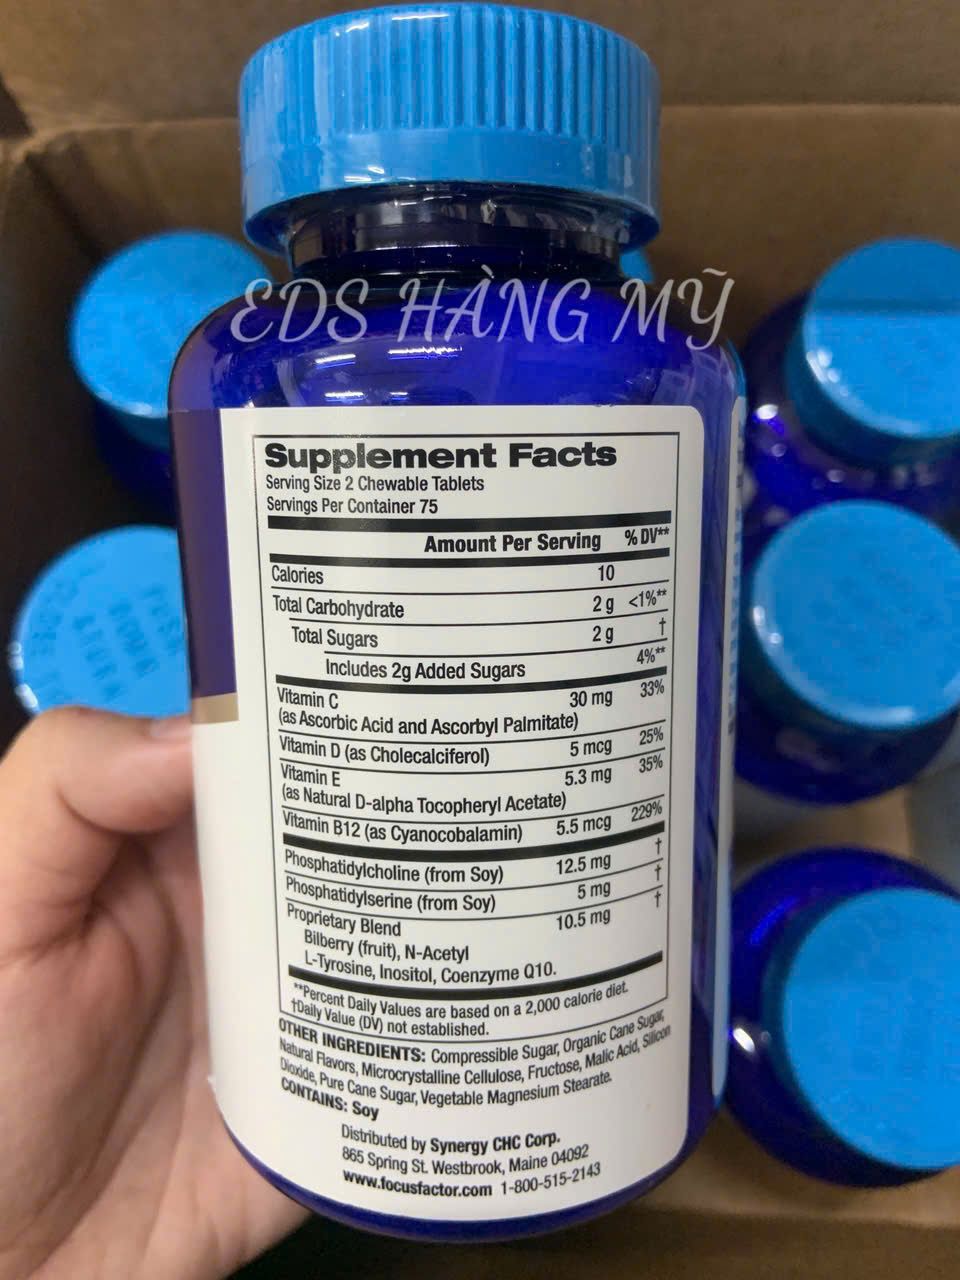 EDS HÀNG MỸ
Supplement Facts
Serving Size 2 Chewable Tablets
Servings Per Container 75
Amount Per Serving % DV**
Calories 10
Total Carbohydrate 2 g <1%**
Total Sugars 2 g †
Includes 2g Added Sugars 4%**
Vitamin C 30 mg 33%
(as Ascorbic Acid and Ascorbyl Palmitate)
Vitamin D (as Cholecalciferol) 5 mcg 25%
Vitamin E 5.3 mg 35%
(as Natural D-alpha Tocopheryl Acetate)
Vitamin B12 (as Cyanocobalamin) 5.5 mcg 229%
Phosphatidylcholine (from Soy) 12.5 mg †
Phosphatidylserine (from Soy) 5 mg †
Proprietary Blend 10.5 mg †
Bilberry (fruit), N-Acetyl
L-Tyrosine, Inositol, Coenzyme Q10.
**Percent Daily Values are based on a 2,000 calorie diet.
†Daily Value (DV) not established.
OTHER INGREDIENTS: Compressible Sugar, Organic Cane Sugar,
Natural Flavors, Microcrystalline Cellulose, Fructose, Malic Acid, Silicon
Dioxide, Pure Cane Sugar, Vegetable Magnesium Stearate.
CONTAINS: Soy
Distributed by Synergy CHC Corp.
865 Spring St. Westbrook, Maine 04092
www.focusfactor.com 1-800-515-2143